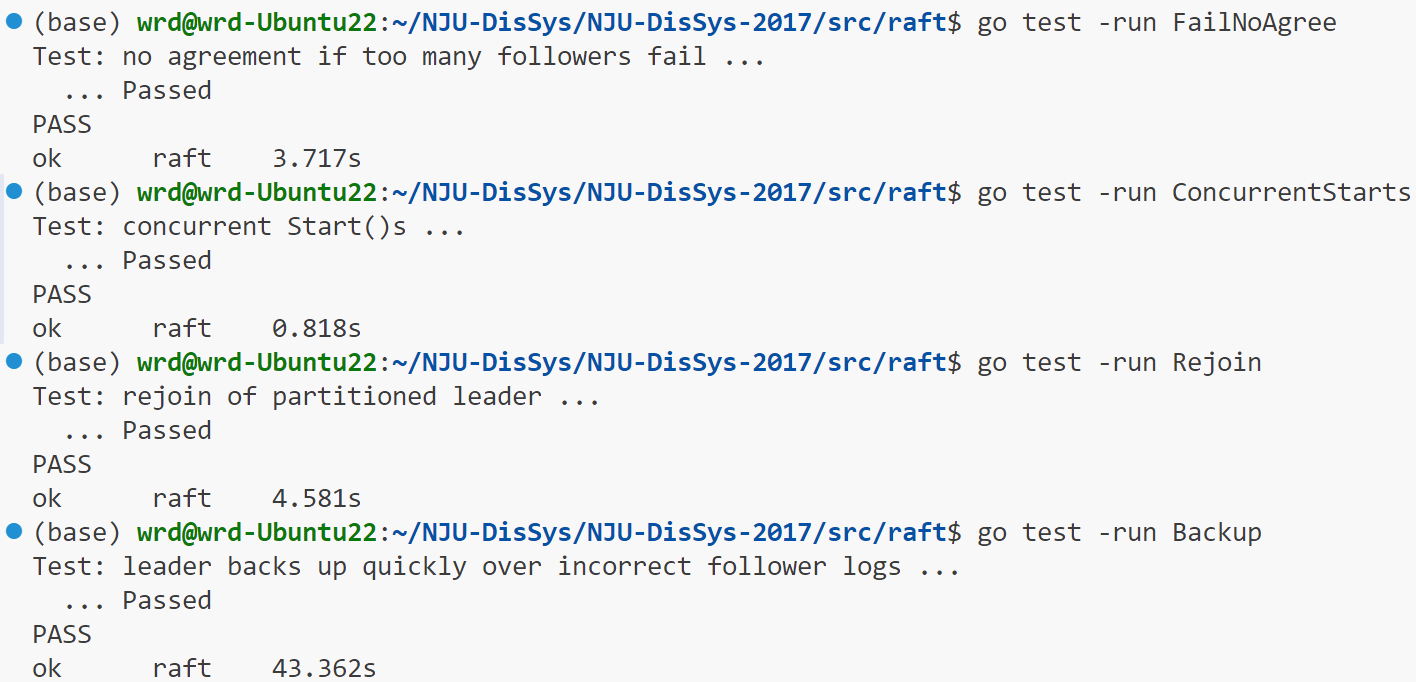 (base) wrd@wrd-Ubuntu22:~/NJU-DisSys/NJU-DisSys-2017/src/raft$ go test -run FailNoAgree
Test: no agreement if too many followers fail ...
  ... Passed
PASS
ok      raft    3.717s
(base) wrd@wrd-Ubuntu22:~/NJU-DisSys/NJU-DisSys-2017/src/raft$ go test -run ConcurrentStarts
Test: concurrent Start()s ...
  ... Passed
PASS
ok      raft    0.818s
(base) wrd@wrd-Ubuntu22:~/NJU-DisSys/NJU-DisSys-2017/src/raft$ go test -run Rejoin
Test: rejoin of partitioned leader ...
  ... Passed
PASS
ok      raft    4.581s
(base) wrd@wrd-Ubuntu22:~/NJU-DisSys/NJU-DisSys-2017/src/raft$ go test -run Backup
Test: leader backs up quickly over incorrect follower logs ...
  ... Passed
PASS
ok      raft    43.362s